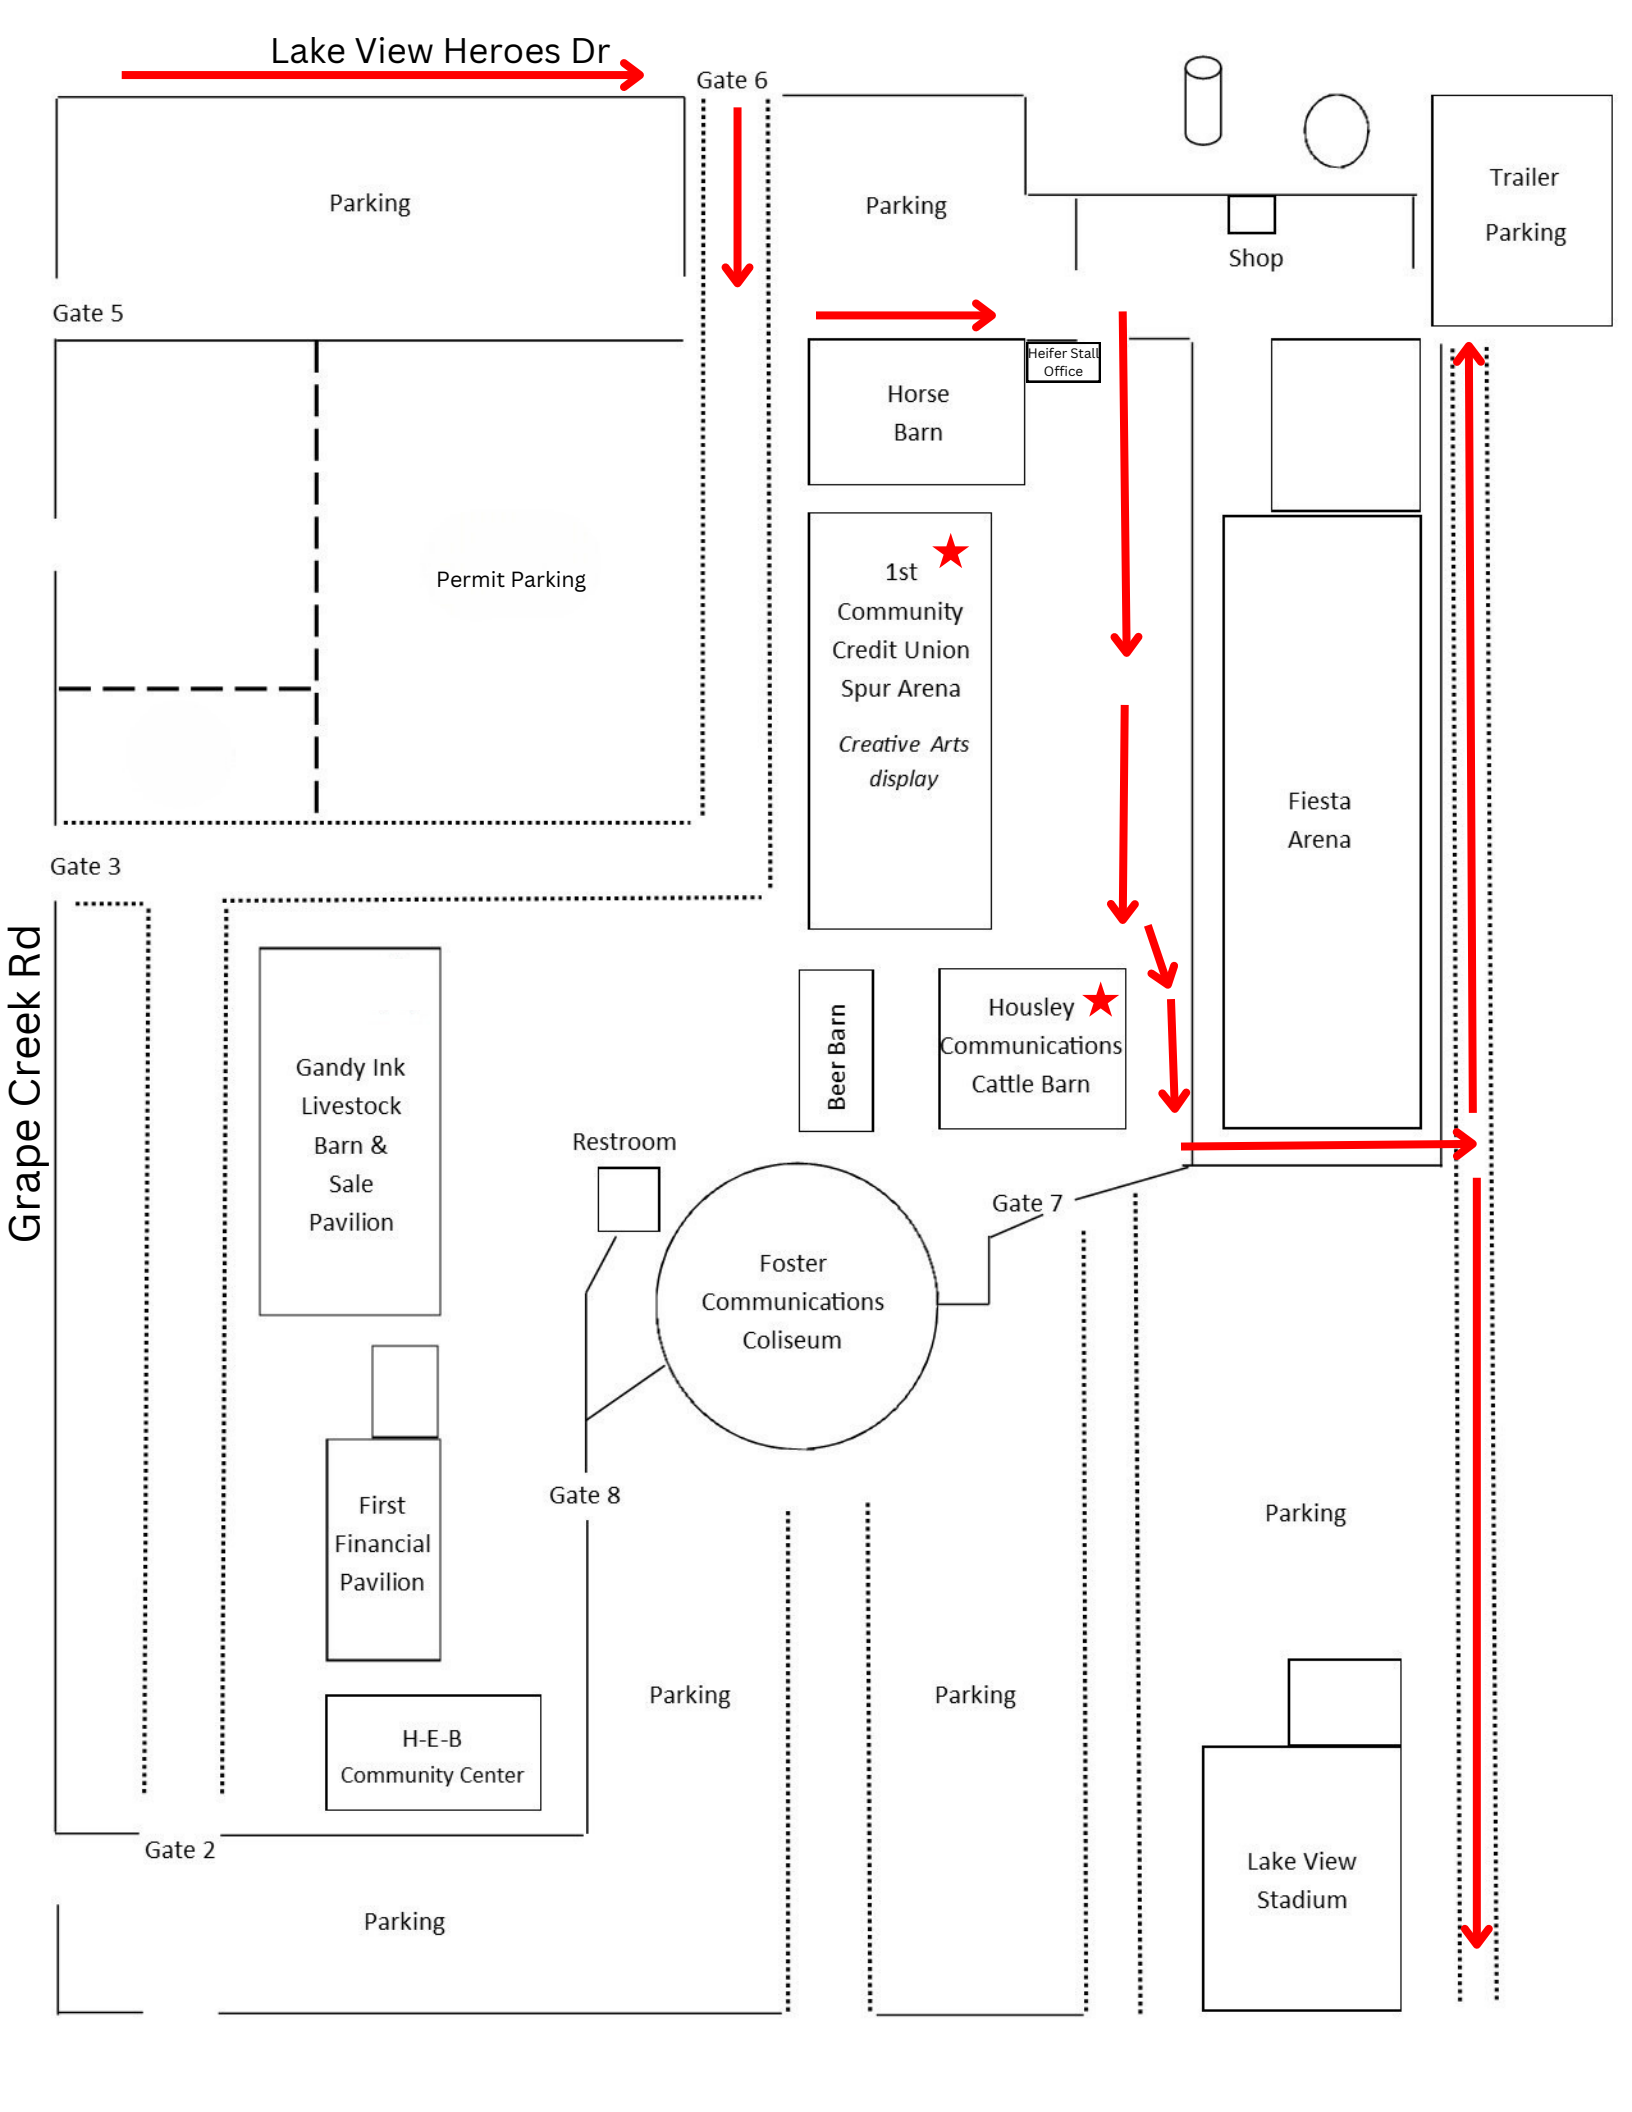 Lake View Heroes Dr
Gate 6
Parking
Parking
Trailer
Parking
Shop
Gate 5
Heifer Stall
Office
Horse
Barn
Permit Parking
1st
Community
Credit Union
Spur Arena
Creative Arts
display
Fiesta
Arena
Gate 3
Grape Creek Rd
Gandy Ink
Livestock
Barn &
Sale
Pavilion
Beer Barn
Housley
Communications
Cattle Barn
Restroom
Gate 7
Foster
Communications
Coliseum
Gate 8
First
Financial
Pavilion
Parking
Parking
Parking
H-E-B
Community Center
Gate 2
Lake View
Stadium
Parking